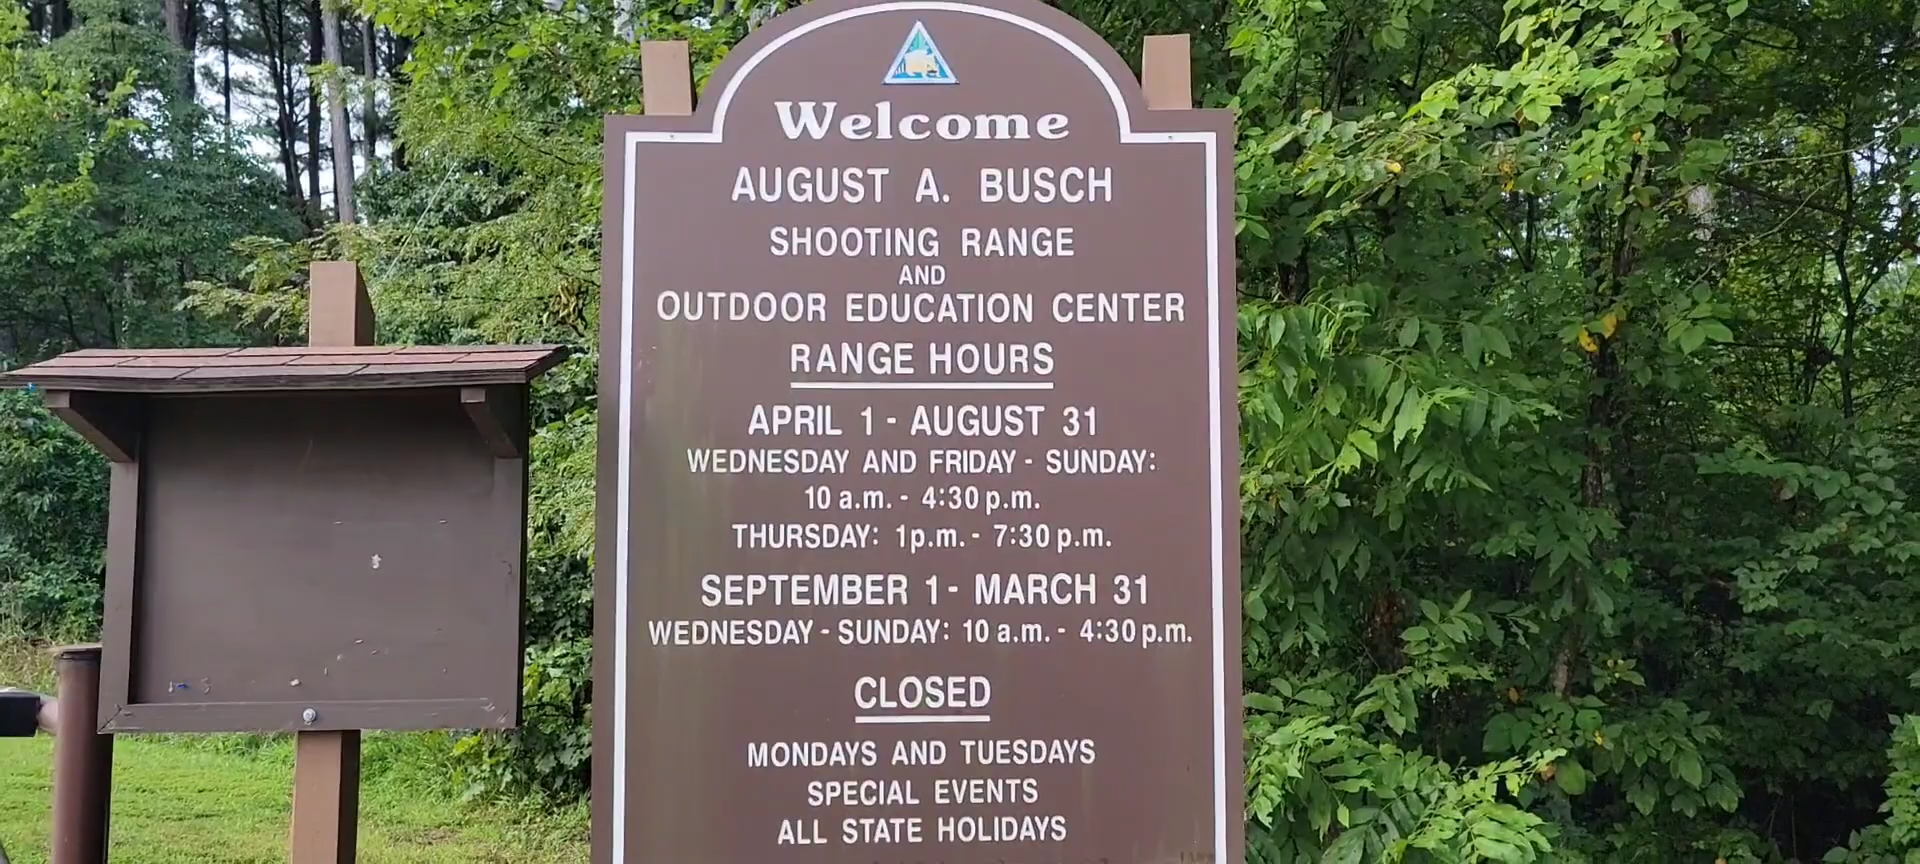 Welcome
AUGUST A. BUSCH
SHOOTING RANGE
AND
OUTDOOR EDUCATION CENTER
RANGE HOURS
APRIL 1 - AUGUST 31
WEDNESDAY AND FRIDAY - SUNDAY:
10 a.m. - 4:30 p.m.
THURSDAY: 1 p.m. - 7:30 p.m.
SEPTEMBER 1 - MARCH 31
WEDNESDAY - SUNDAY: 10 a.m. - 4:30 p.m.
CLOSED
MONDAYS AND TUESDAYS
SPECIAL EVENTS
ALL STATE HOLIDAYS